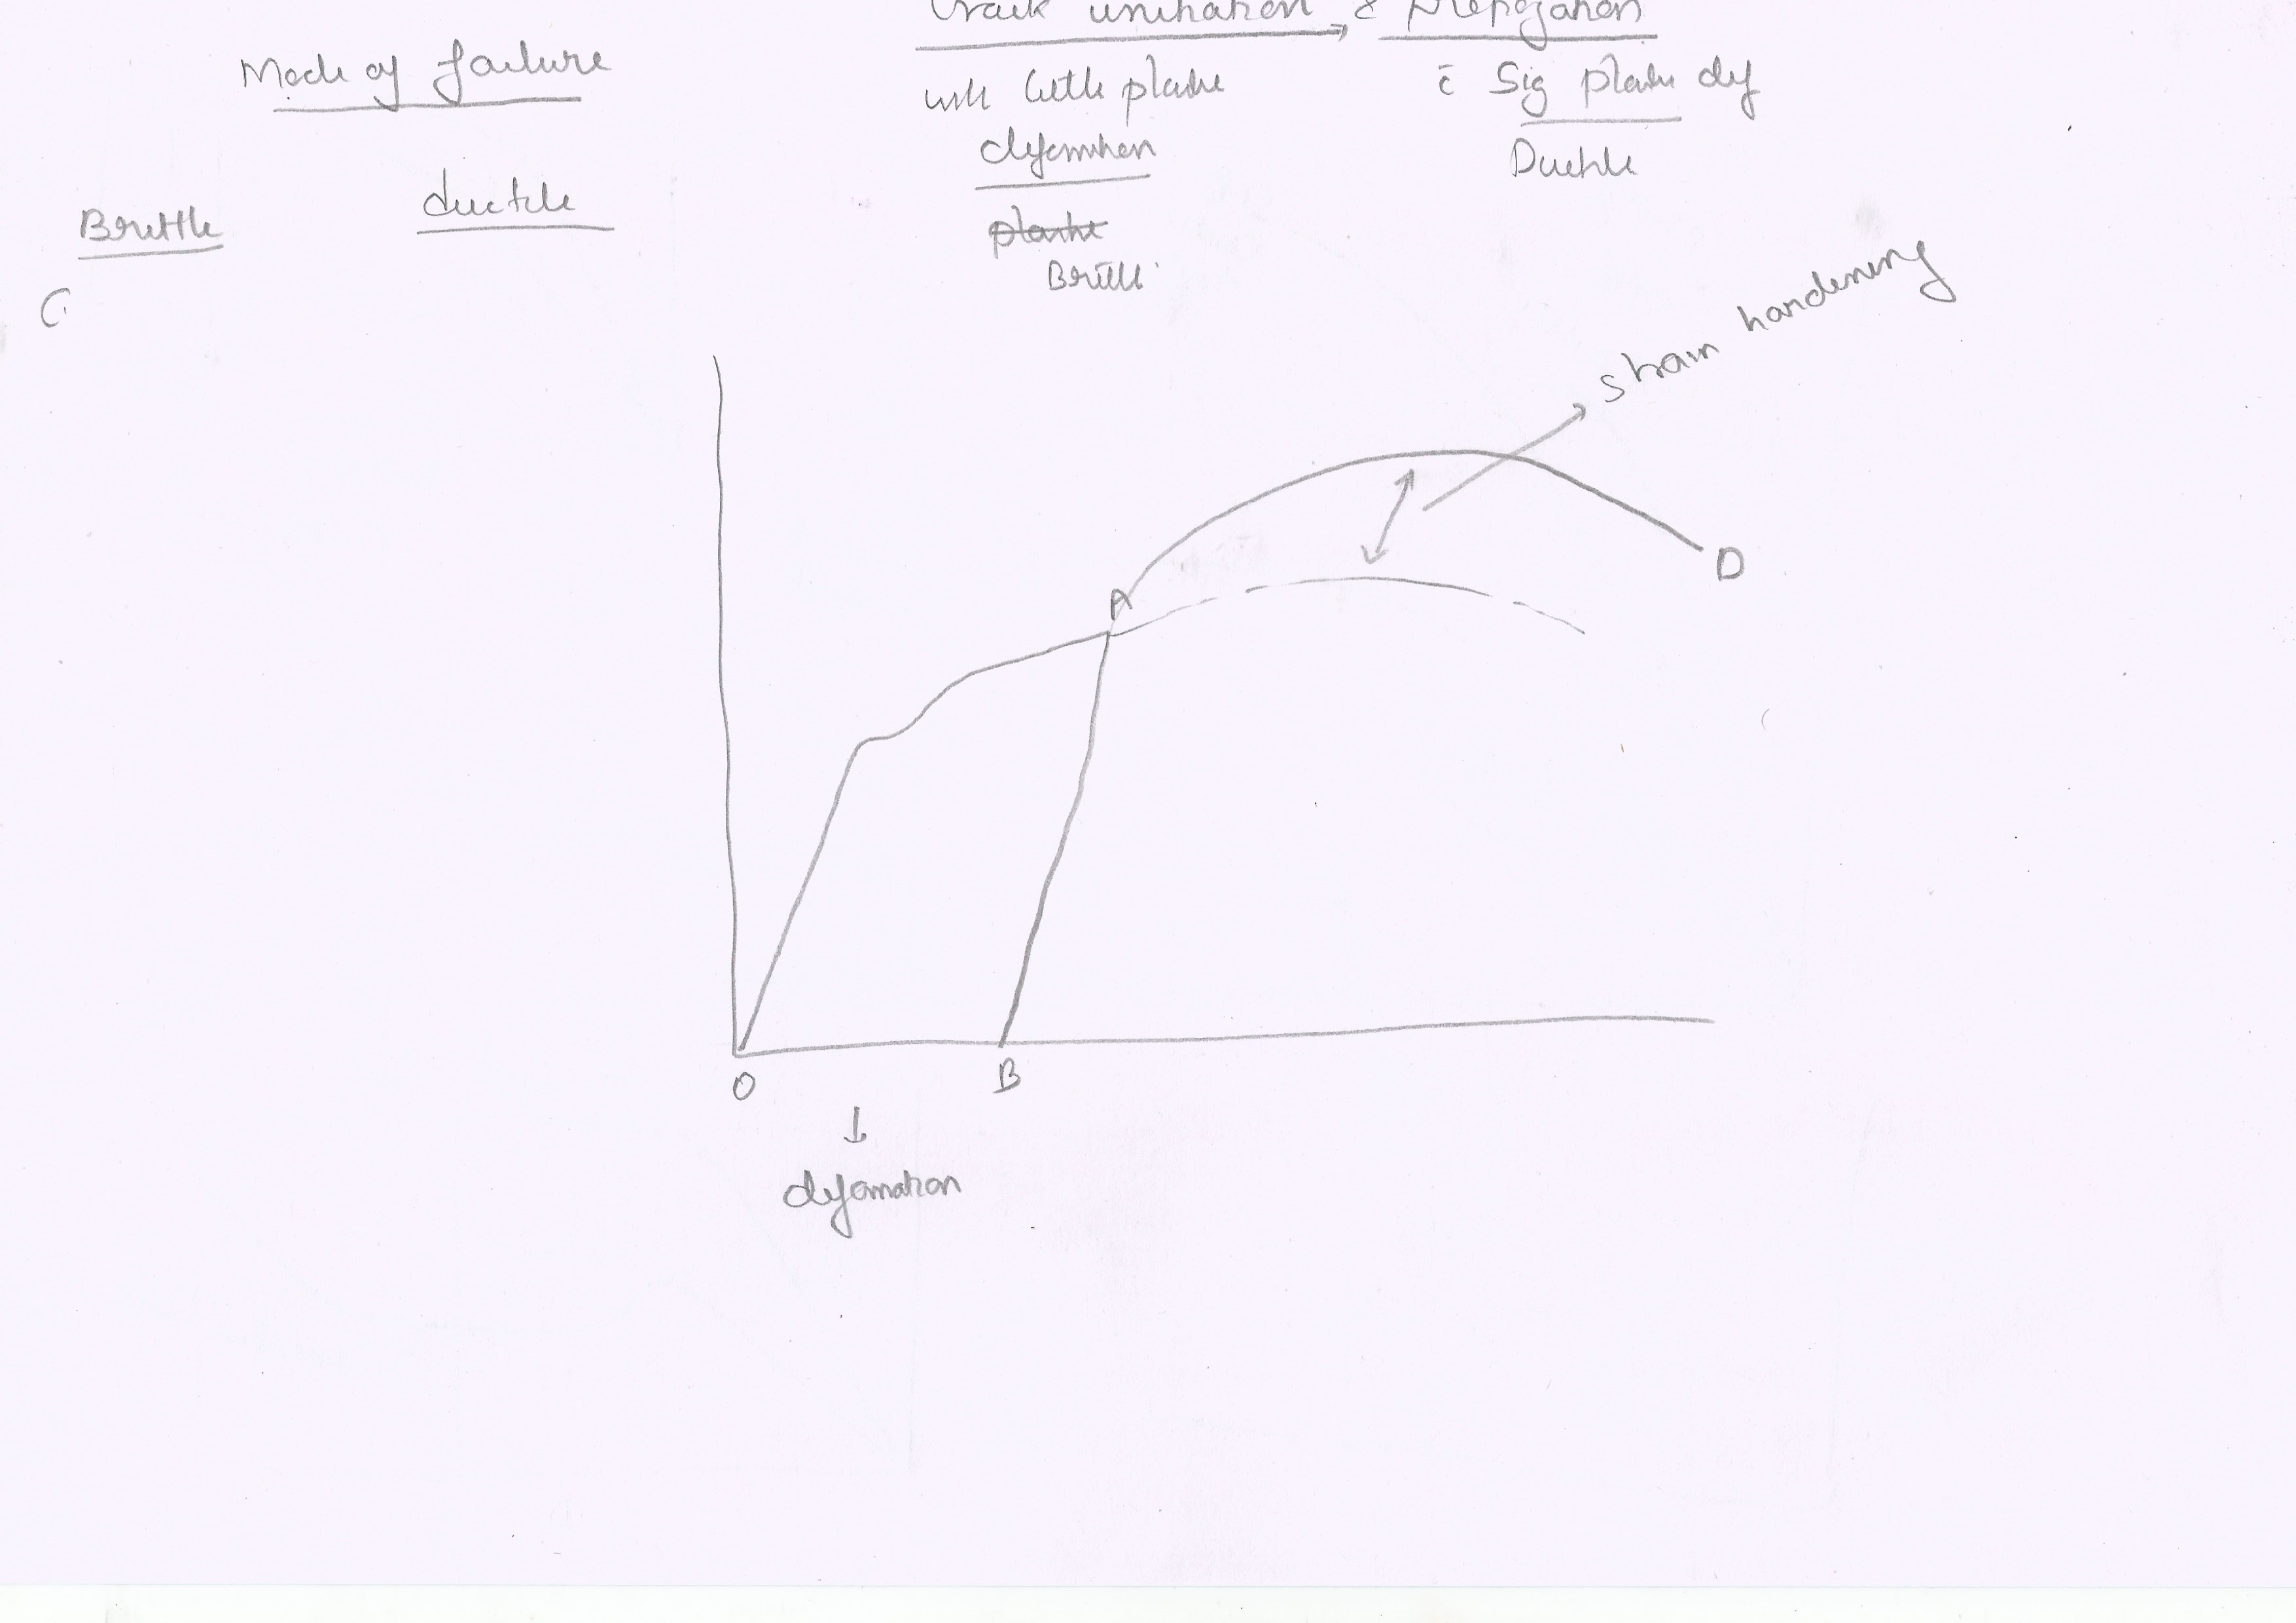 Crack initiation & propagation
Mode of failure
with little plastic
deformation
c̄ Sig plastic def
Ductile
Brittle
ductile
plastic
Brittle
C
strain hardening
A
D
O
B
↓
deformation